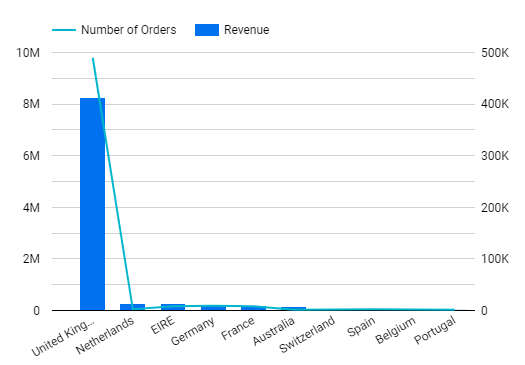 Number of Orders Revenue
10M 500K
8M 400K
6M 300K
4M 200K
2M 100K
0 0
United King... Netherlands EIRE Germany France Australia Switzerland Spain Belgium Portugal